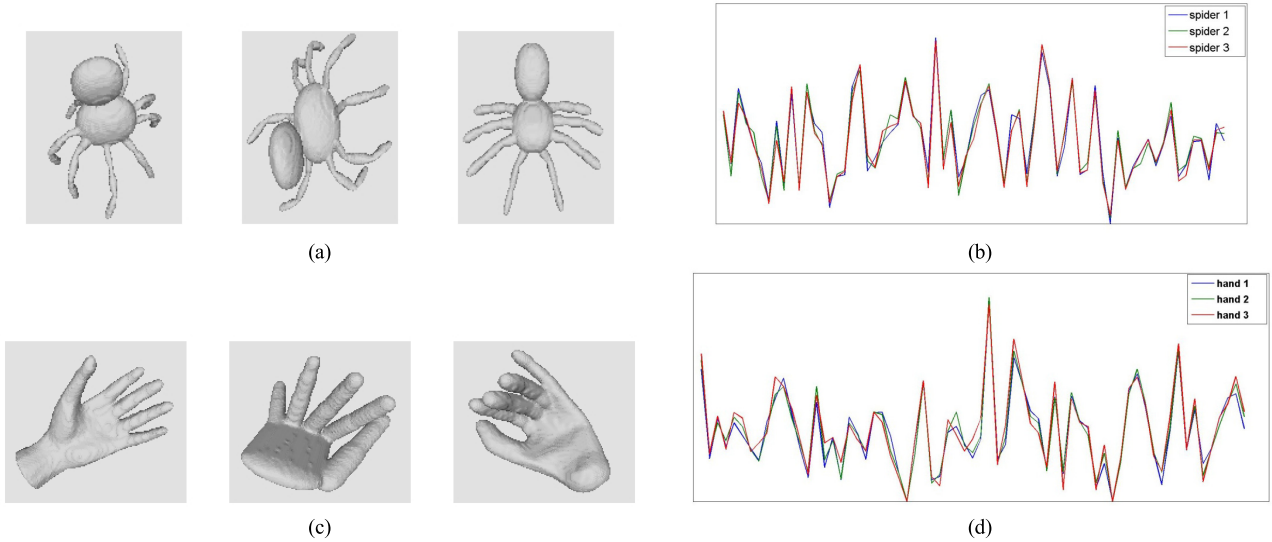 spider 1
spider 2
spider 3
(a)
(b)
hand 1
hand 2
hand 3
(c)
(d)